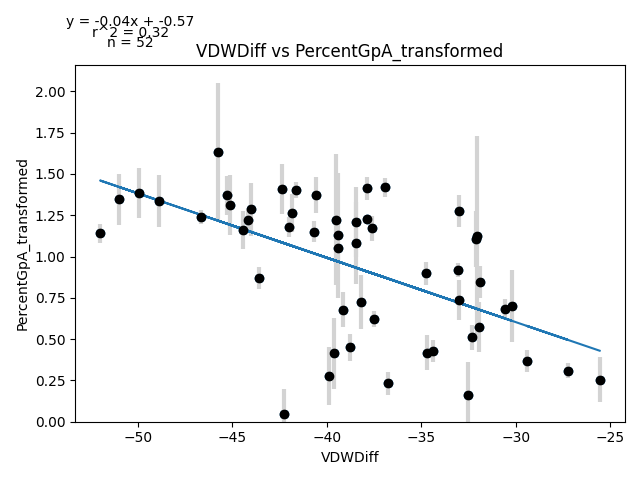 y = -0.04x + -0.57
r^2 = 0.32
n = 52
VDWDiff vs PercentGpA_transformed
PercentGpA_transformed
2.00
1.75
1.50
1.25
1.00
0.75
0.50
0.25
0.00
−50
−45
−40
−35
−30
−25
VDWDiff